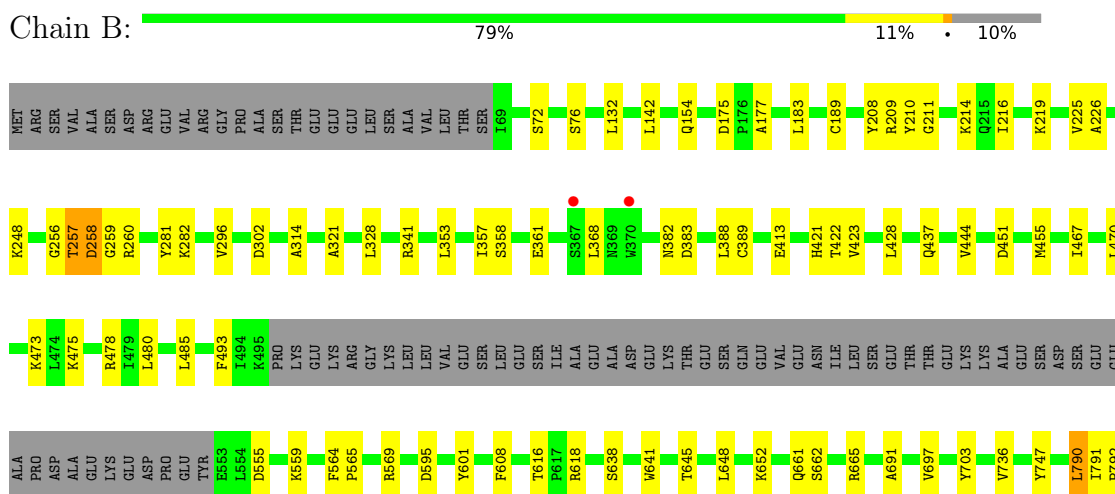 Chain B:
79% 11% • 10%
MET ARG SER VAL ALA SER ASP ARG GLU VAL ARG GLY PRO ALA SER THR GLU GLU GLU LEU SER ALA VAL LEU THR SER I69 S72 S76 L132 L142 Q154 D175 P176 A177 L183 C189 Y208 R209 Y210 G211 K214 Q215 I216 K219 V225 A226
K248 G256 T257 D258 G259 R260 Y281 K282 V296 D302 A314 A321 L328 R341 L353 I357 S358 E361 S367 L368 N369 W370 N382 D383 L388 C389 E413 H421 T422 V423 L428 Q437 V444 D451 M455 I467 L470
K473 L474 K475 R478 I479 L480 L485 F493 I494 K495 PRO LYS GLU LYS ARG GLY LYS LEU LEU VAL GLU SER LEU GLU SER ILE ALA GLU ALA ASP GLU LYS THR GLU SER GLN GLU VAL GLU ASN ILE LEU SER GLU THR THR GLU LYS LYS ALA GLU SER ASP SER GLU GLU
ALA PRO ASP ALA GLU LYS GLU ASP PRO GLU TYR E553 L554 D555 K559 F564 P565 R569 D595 Y601 F608 T616 P617 R618 S638 W641 T645 L648 K652 Q661 S662 R665 A691 V697 Y703 V736 Y747 L790 I791